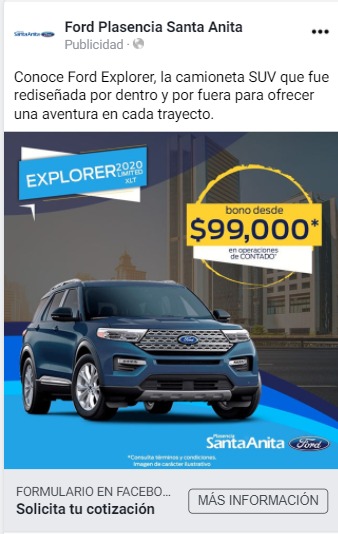 Ford Plasencia Santa Anita
Publicidad ·
Conoce Ford Explorer, la camioneta SUV que fue
rediseñada por dentro y por fuera para ofrecer
una aventura en cada trayecto.
EXPLORER 2020
LIMITED
XLT
bono desde
$99,000*
en operaciones
de CONTADO*
Plasencia
SantaAnita Ford
*Consulta términos y condiciones.
Imagen de carácter ilustrativo
FORMULARIO EN FACEBO...
Solicita tu cotización
MÁS INFORMACIÓN